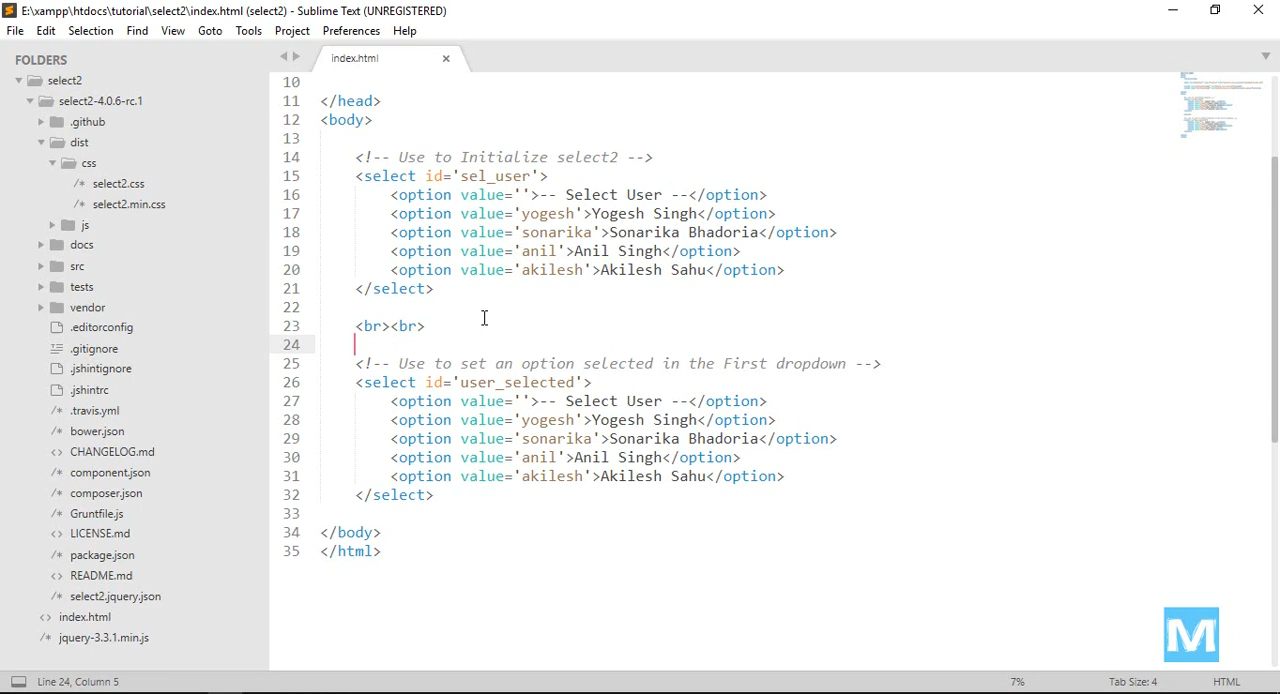 E:\xampp\htdocs\tutorial\select2\index.html (select2) - Sublime Text (UNREGISTERED)
File Edit Selection Find View Goto Tools Project Preferences Help
FOLDERS
select2
select2-4.0.6-rc.1
.github
dist
css
/* select2.css
/* select2.min.css
js
docs
src
tests
vendor
.editorconfig
.gitignore
.jshintignore
.jshintrc
/* .travis.yml
/* bower.json
<> CHANGELOG.md
/* component.json
/* composer.json
/* Gruntfile.js
<> LICENSE.md
/* package.json
<> README.md
/* select2.jquery.json
<> index.html
/* jquery-3.3.1.min.js
index.html
10
11 </head>
12 <body>
13
14 <!-- Use to Initialize select2 -->
15 <select id='sel_user'>
16 <option value=''>-- Select User --</option>
17 <option value='yogesh'>Yogesh Singh</option>
18 <option value='sonarika'>Sonarika Bhadoria</option>
19 <option value='anil'>Anil Singh</option>
20 <option value='akilesh'>Akilesh Sahu</option>
21 </select>
22
23 <br><br>
24
25 <!-- Use to set an option selected in the First dropdown -->
26 <select id='user_selected'>
27 <option value=''>-- Select User --</option>
28 <option value='yogesh'>Yogesh Singh</option>
29 <option value='sonarika'>Sonarika Bhadoria</option>
30 <option value='anil'>Anil Singh</option>
31 <option value='akilesh'>Akilesh Sahu</option>
32 </select>
33
34 </body>
35 </html>
M
Line 24, Column 5 7% Tab Size: 4 HTML